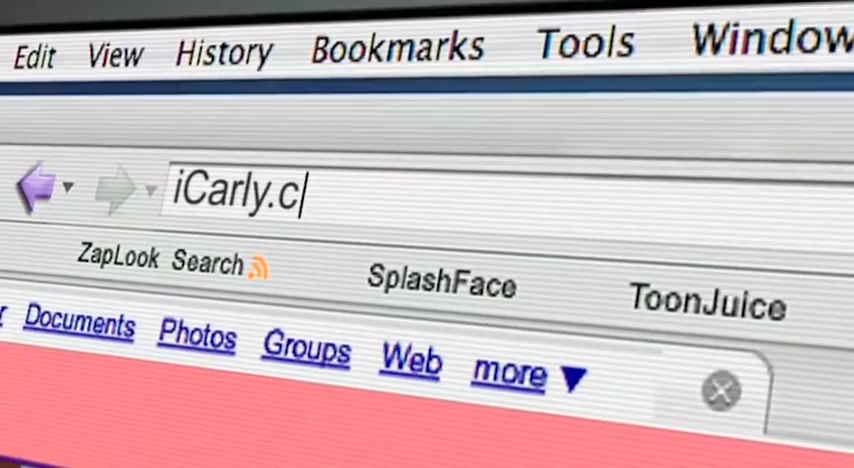 Edit View History Bookmarks Tools Window
iCarly.c
ZapLook Search SplashFace ToonJuice
Documents Photos Groups Web more